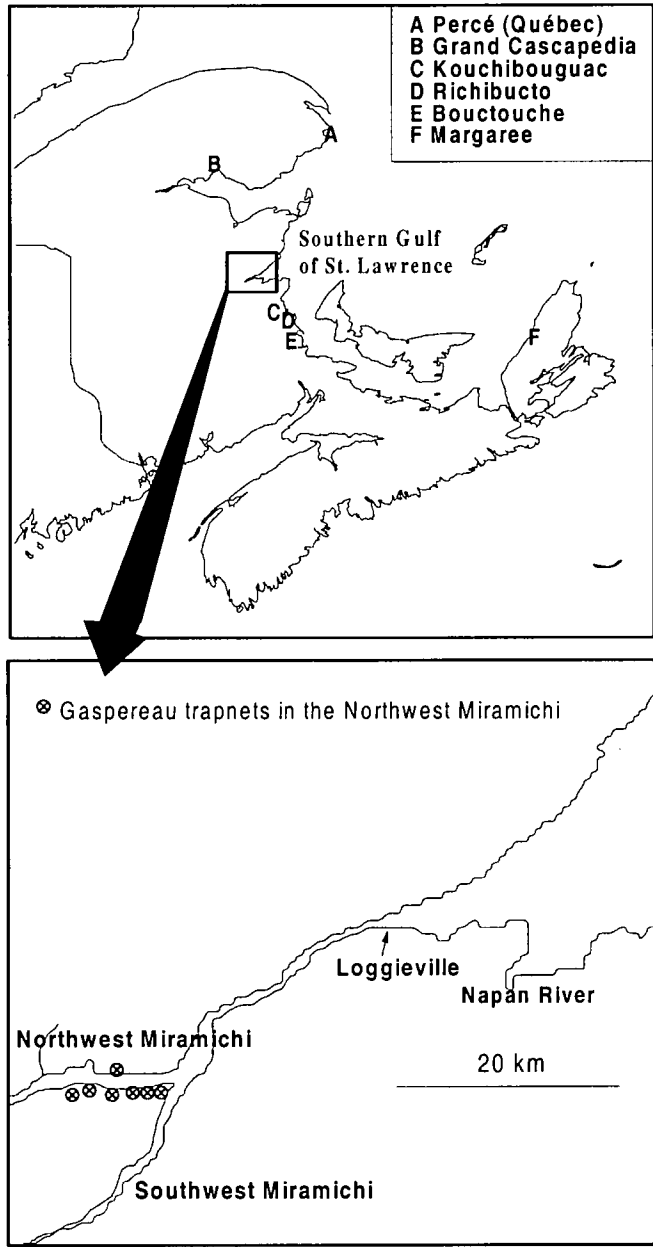 A Percé (Québec)
B Grand Cascapedia
C Kouchibouguac
D Richibucto
E Bouctouche
F Margaree
A
B
Southern Gulf
of St. Lawrence
C
D
E
F
Gaspereau trapnets in the Northwest Miramichi
Loggieville
Napan River
Northwest Miramichi
20 km
Southwest Miramichi